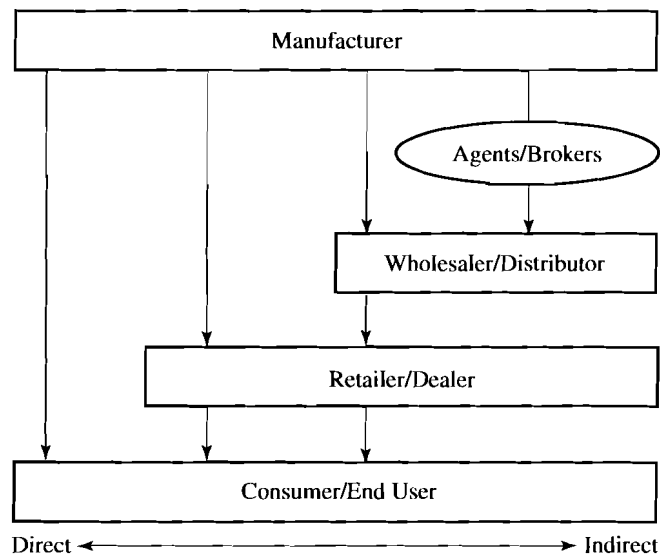 Manufacturer
Agents/Brokers
Wholesaler/Distributor
Retailer/Dealer
Consumer/End User
Direct Indirect